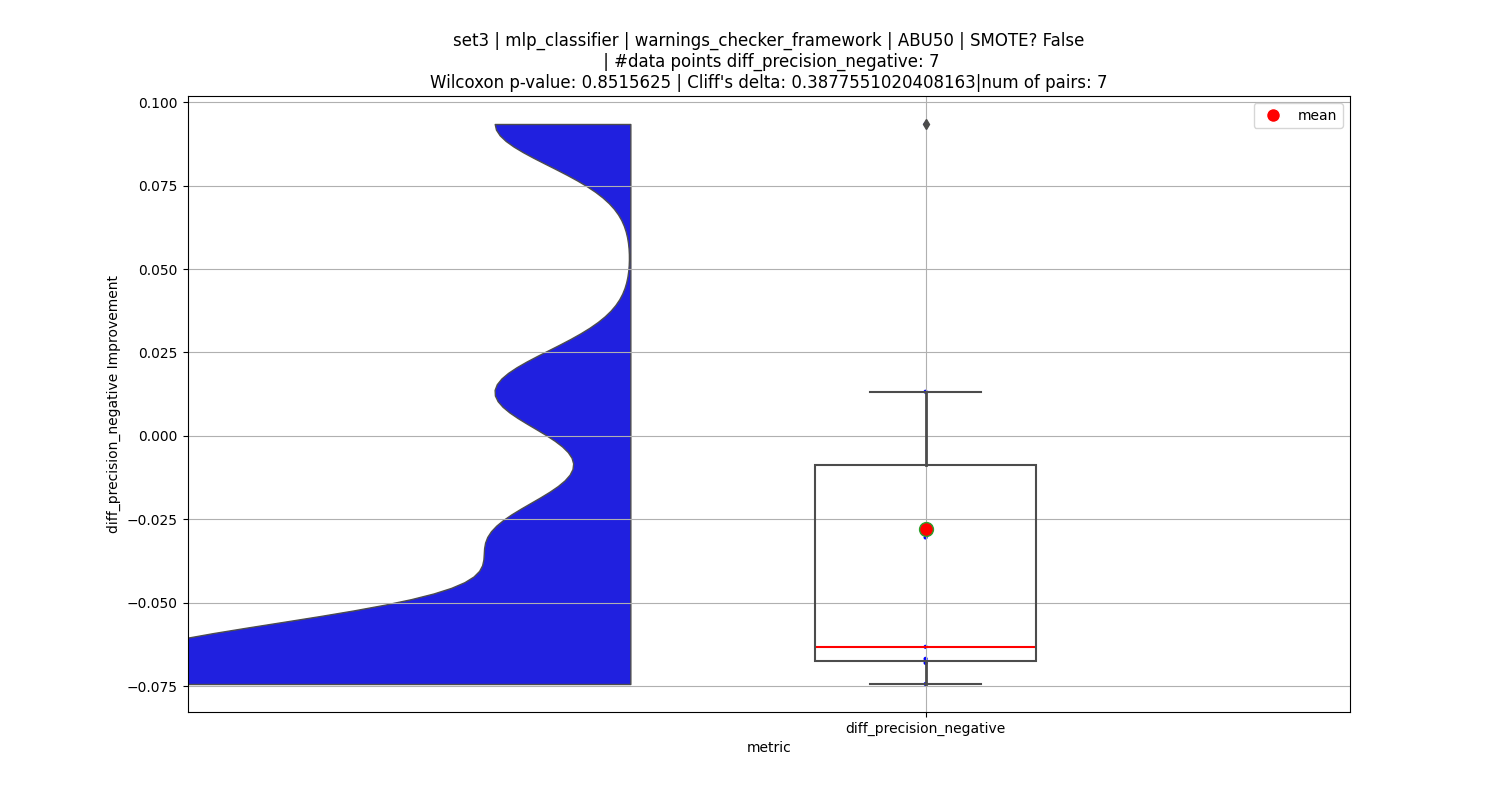 set3 | mlp_classifier | warnings_checker_framework | ABU50 | SMOTE? False
| #data points diff_precision_negative: 7
Wilcoxon p-value: 0.8515625 | Cliff's delta: 0.3877551020408163|num of pairs: 7
mean
0.100
0.075
0.050
0.025
0.000
−0.025
−0.050
−0.075
diff_precision_negative Improvement
diff_precision_negative
metric